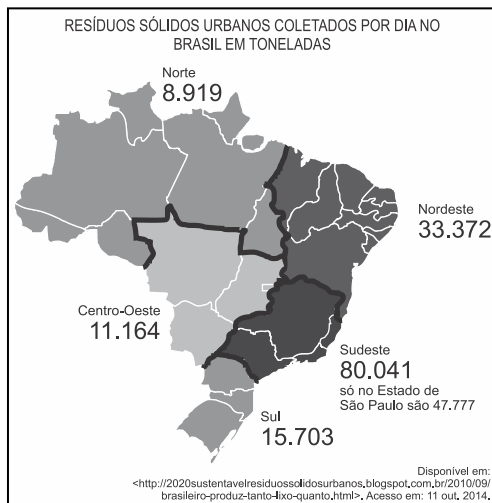 RESÍDUOS SÓLIDOS URBANOS COLETADOS POR DIA NO
BRASIL EM TONELADAS
Norte
8.919
Nordeste
33.372
Centro-Oeste
11.164
Sudeste
80.041
só no Estado de
São Paulo são 47.777
Sul
15.703
Disponível em:
<http://2020sustentavelresiduossolidosurbanos.blogspot.com.br/2010/09/
brasileiro-produz-tanto-lixo-quanto.html>. Acesso em: 11 out. 2014.